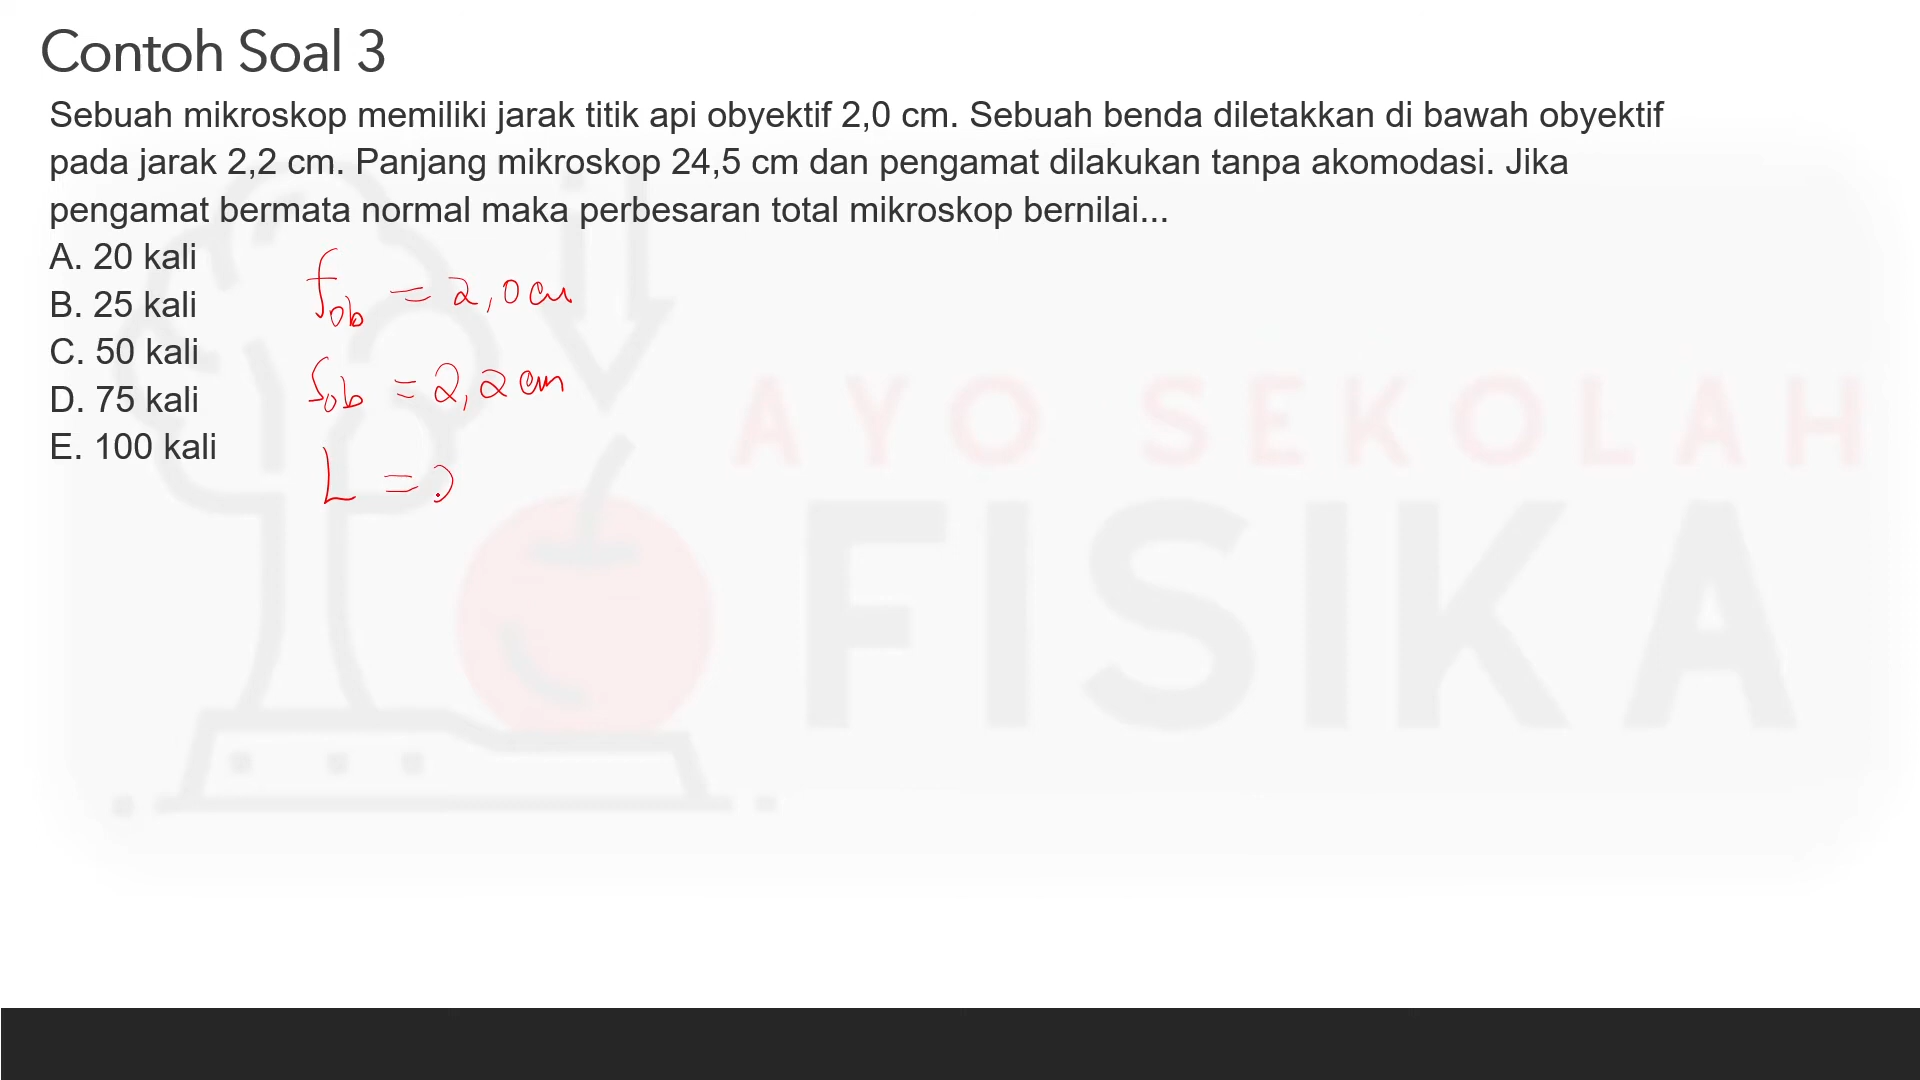 Contoh Soal 3
Sebuah mikroskop memiliki jarak titik api obyektif 2,0 cm. Sebuah benda diletakkan di bawah obyektif
pada jarak 2,2 cm. Panjang mikroskop 24,5 cm dan pengamat dilakukan tanpa akomodasi. Jika
pengamat bermata normal maka perbesaran total mikroskop bernilai...
A. 20 kali
B. 25 kali
C. 50 kali
D. 75 kali
E. 100 kali
f ob = 2,0 cm
S ob = 2,2 cm
L =
AYO SEKOLAH
FISIKA